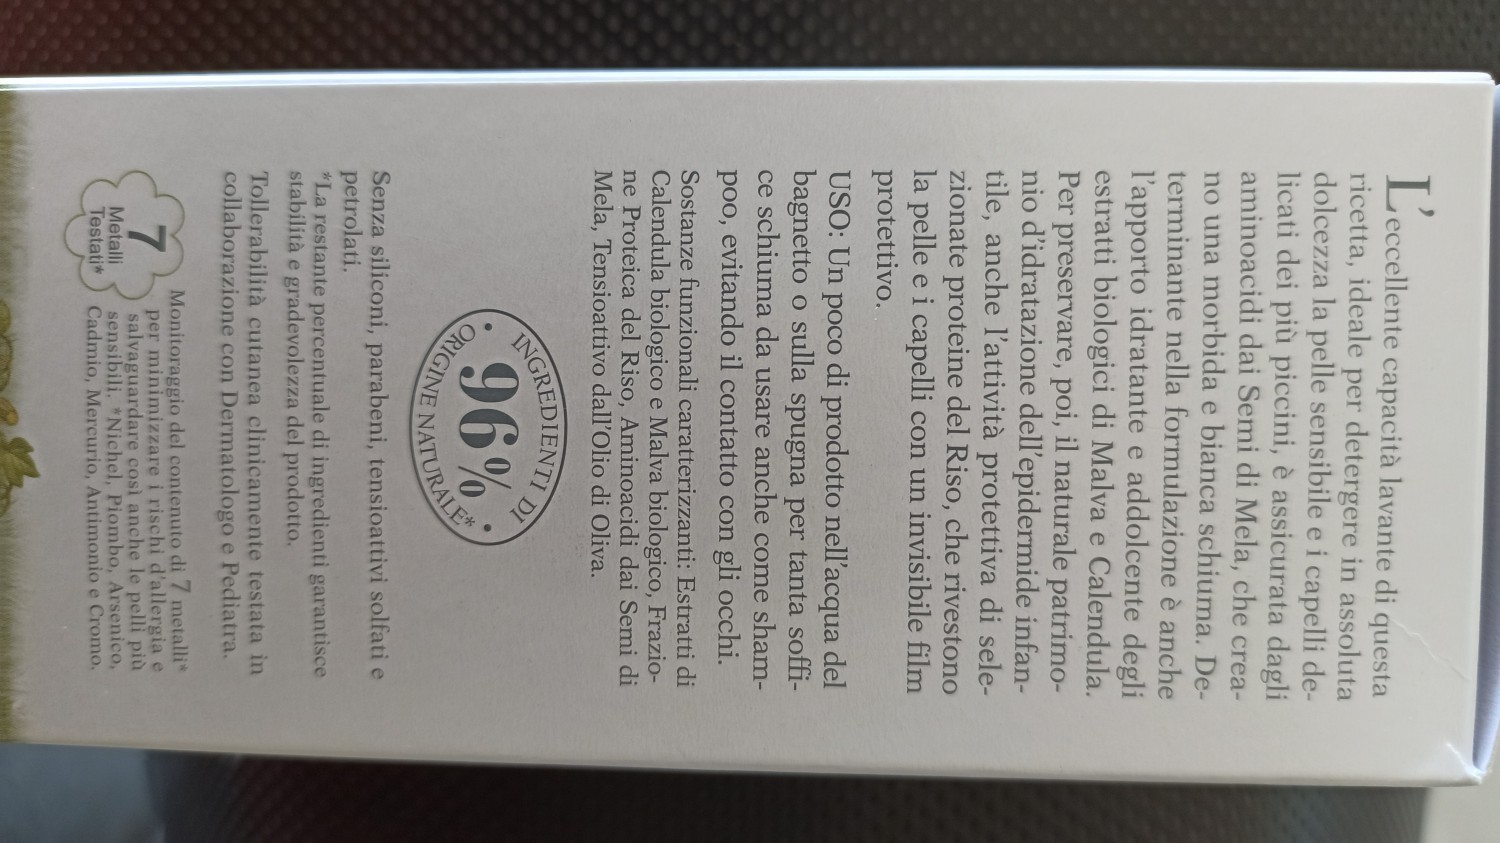 L'eccellente capacità lavante di questa
ricetta, ideale per detergere in assoluta
dolcezza la pelle sensibile e i capelli de-
licati dei più piccini, è assicurata dagli
aminoacidi dai Semi di Mela, che crea-
no una morbida e bianca schiuma. De-
terminante nella formulazione è anche
l'apporto idratante e addolcente degli
estratti biologici di Malva e Calendula.
Per preservare, poi, il naturale patrimo-
nio d'idratazione dell'epidermide infan-
tile, anche l'attività protettiva di sele-
zionate proteine del Riso, che rivestono
la pelle e i capelli con un invisibile film
protettivo.
USO: Un poco di prodotto nell'acqua del
bagnetto o sulla spugna per tanta soffi-
ce schiuma da usare anche come sham-
poo, evitando il contatto con gli occhi.
Sostanze funzionali caratterizzanti: Estratti di
Calendula biologico e Malva biologico, Frazio-
ne Proteica del Riso, Aminoacidi dai Semi di
Mela, Tensioattivo dall'Olio di Oliva.
INGREDIENTI DI
96%
ORIGINE NATURALE*
Senza siliconi, parabeni, tensioattivi solfati e
petrolati.
*La restante percentuale di ingredienti garantisce
stabilità e gradevolezza del prodotto.
Tollerabilità cutanea clinicamente testata in
collaborazione con Dermatologo e Pediatra.
7
Metalli
Testati*
Monitoraggio del contenuto di 7 metalli*
per minimizzare i rischi d'allergia e
salvaguardare così anche le pelli più
sensibili. *Nichel, Piombo, Arsenico,
Cadmio, Mercurio, Antimonio e Cromo.